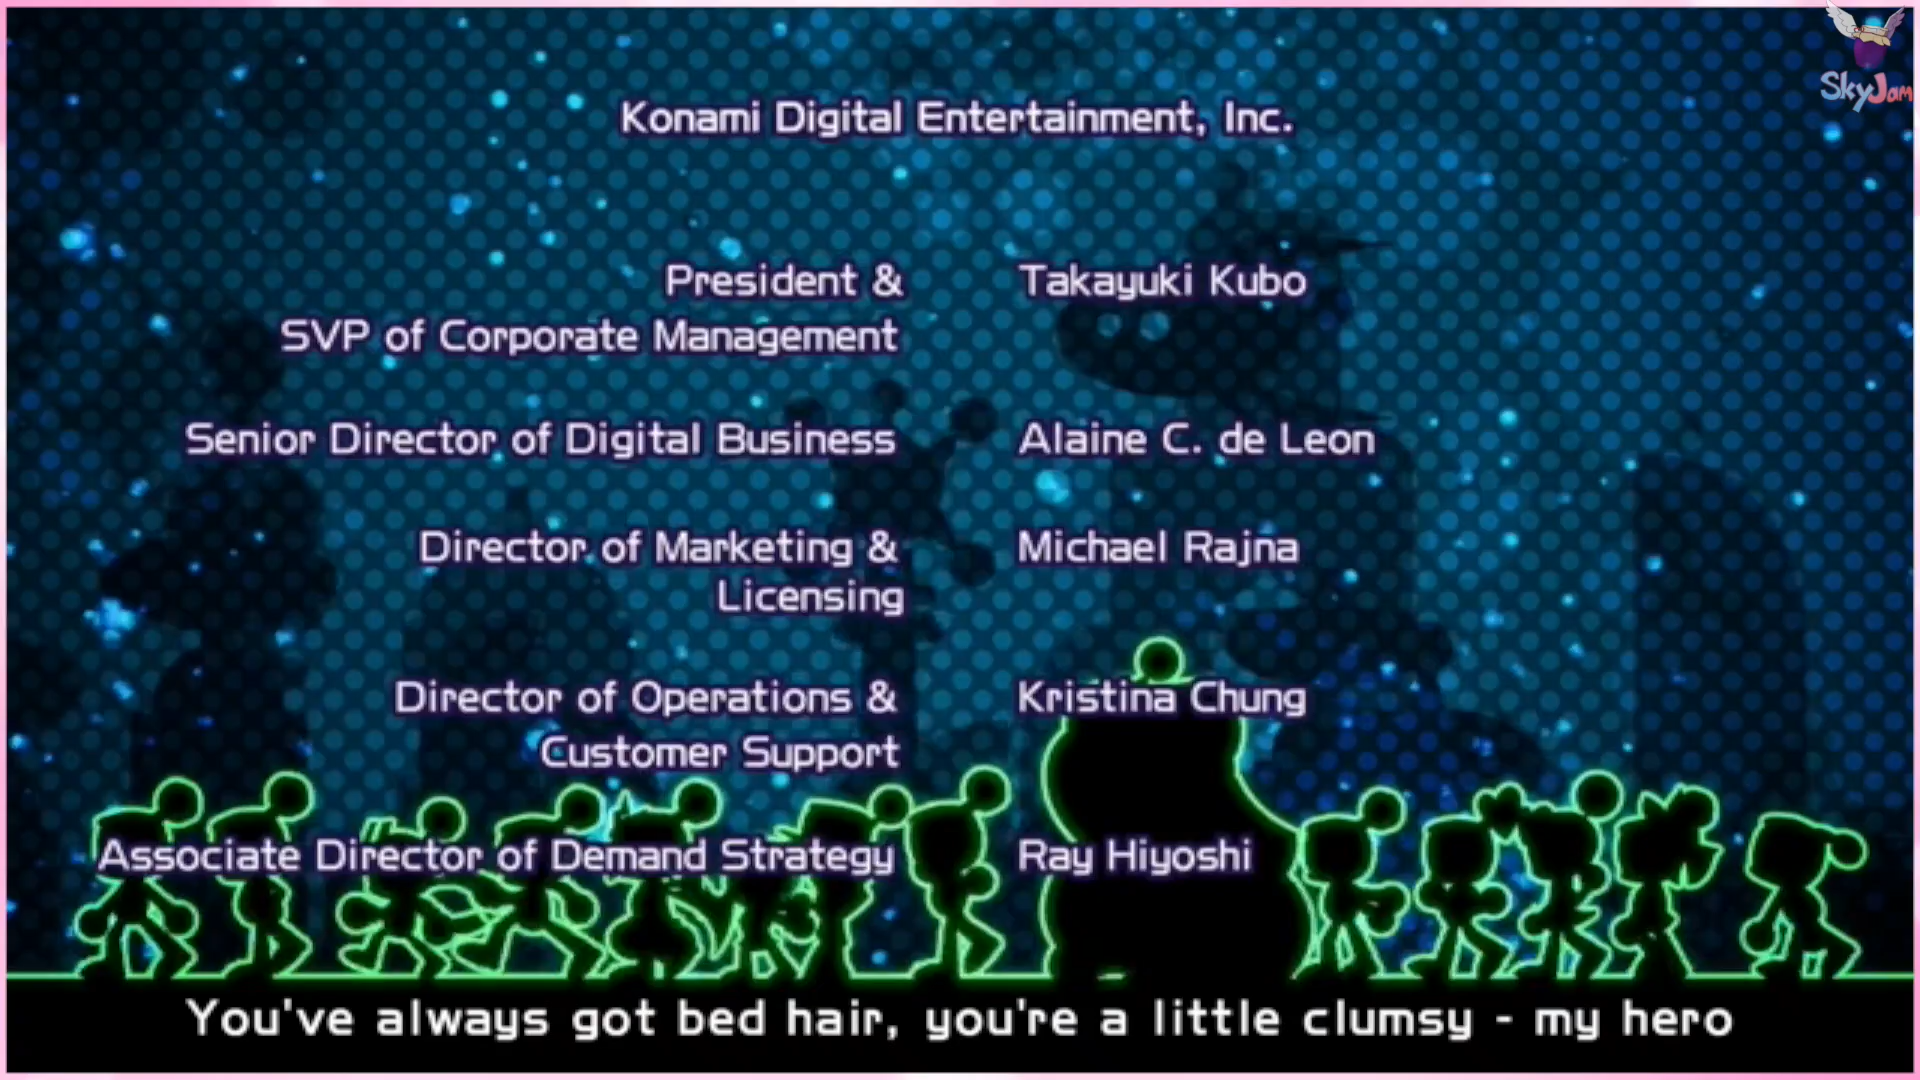 SkyJam
Konami Digital Entertainment, Inc.
President & Takayuki Kubo
SVP of Corporate Management
Senior Director of Digital Business Alaine C. de Leon
Director of Marketing & Michael Rajna
Licensing
Director of Operations & Kristina Chung
Customer Support
Associate Director of Demand Strategy Ray Hiyoshi
You've always got bed hair, you're a little clumsy - my hero